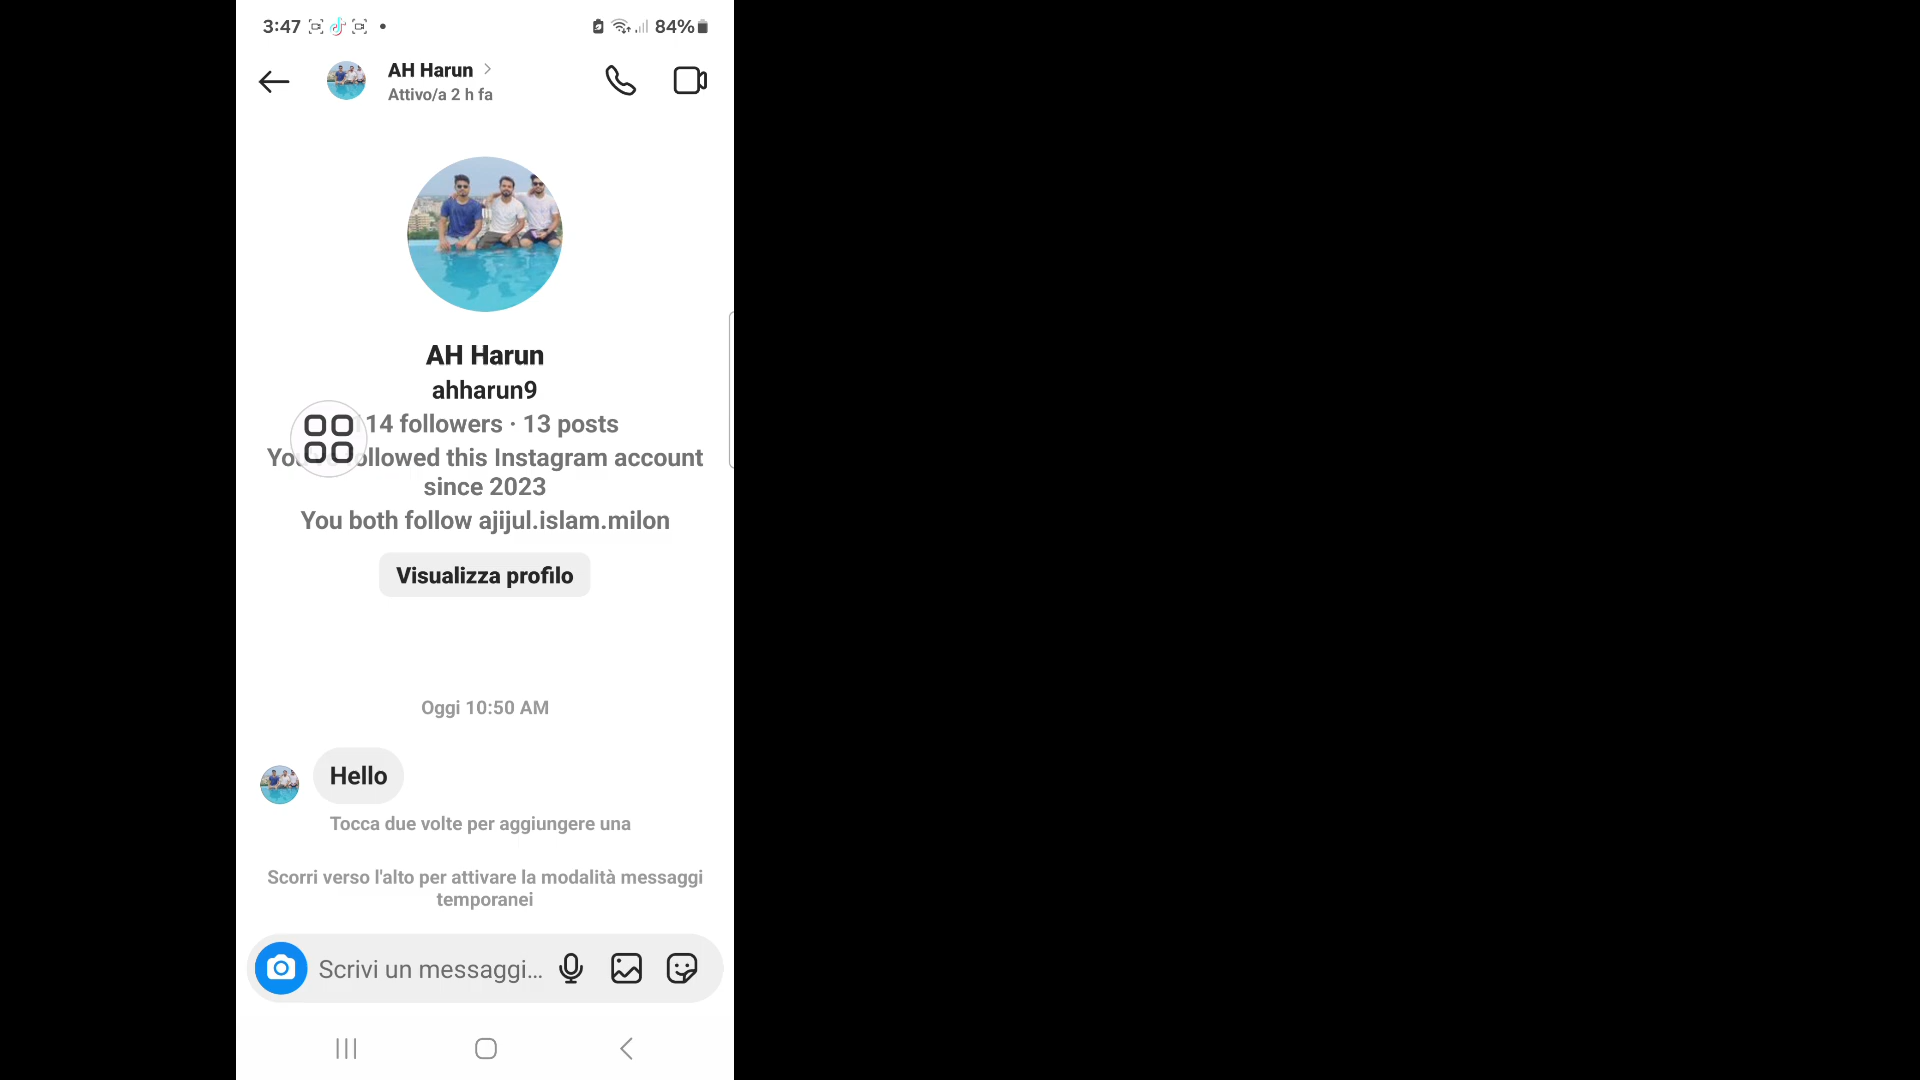 3:47
84%
AH Harun
Attivo/a 2 h fa
AH Harun
ahharun9
14 followers · 13 posts
this Instagram account
since 2023
You both follow ajijul.islam.milon
Visualizza profilo
Oggi 10:50 AM
Hello
Tocca due volte per aggiungere una
Scorri verso l'alto per attivare la modalità messaggi
temporanei
Scrivi un messaggi...